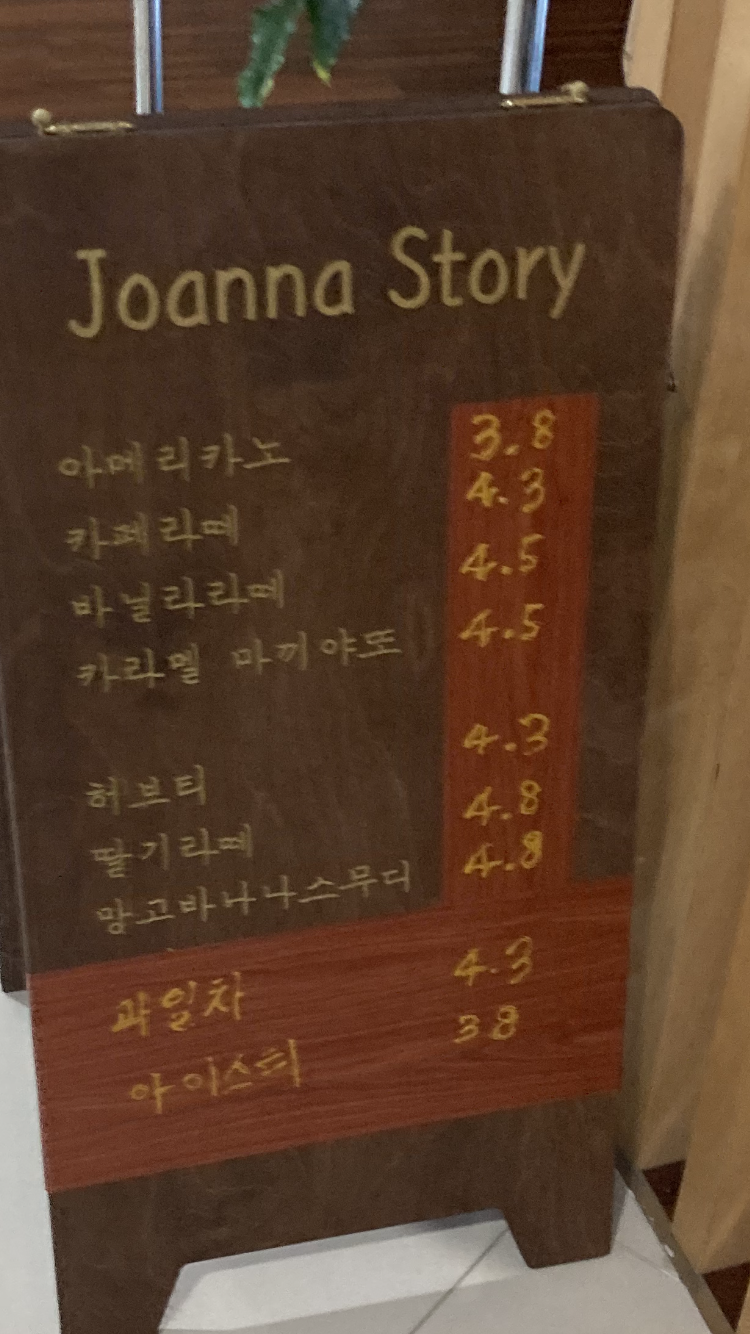 Joanna Story
아메리카노 3.8
카페라떼 4.3
바닐라라떼 4.5
카라멜 마끼야또 4.5
허브티 4.3
딸기라떼 4.8
망고바나나스무디 4.8
과일차 4.3
아이스티 38